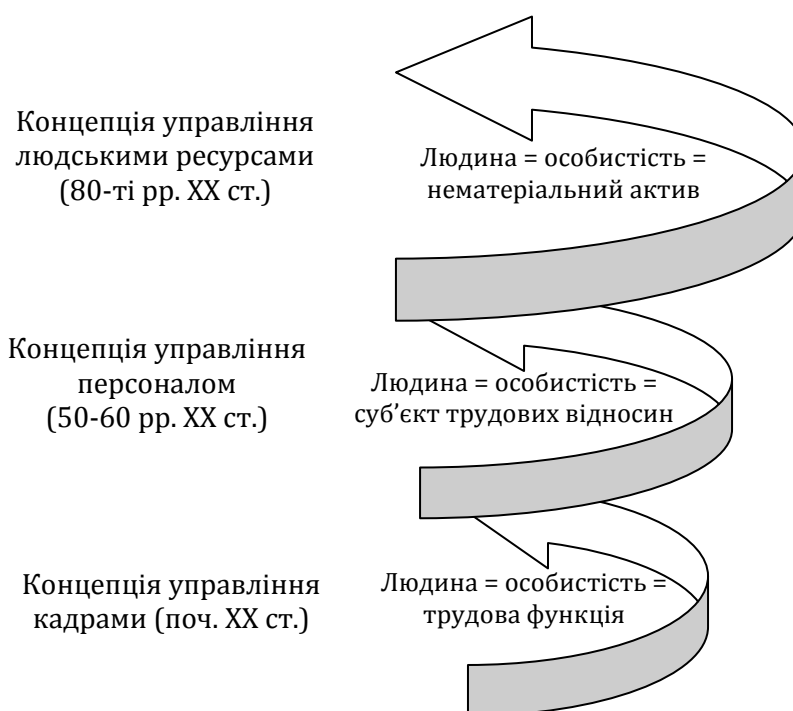 Концепція управління
людськими ресурсами
(80-ті рр. ХХ ст.)
Людина = особистість =
нематеріальний актив
Концепція управління
персоналом
(50-60 рр. ХХ ст.)
Людина = особистість =
суб’єкт трудових відносин
Концепція управління
кадрами (поч. ХХ ст.)
Людина = особистість =
трудова функція